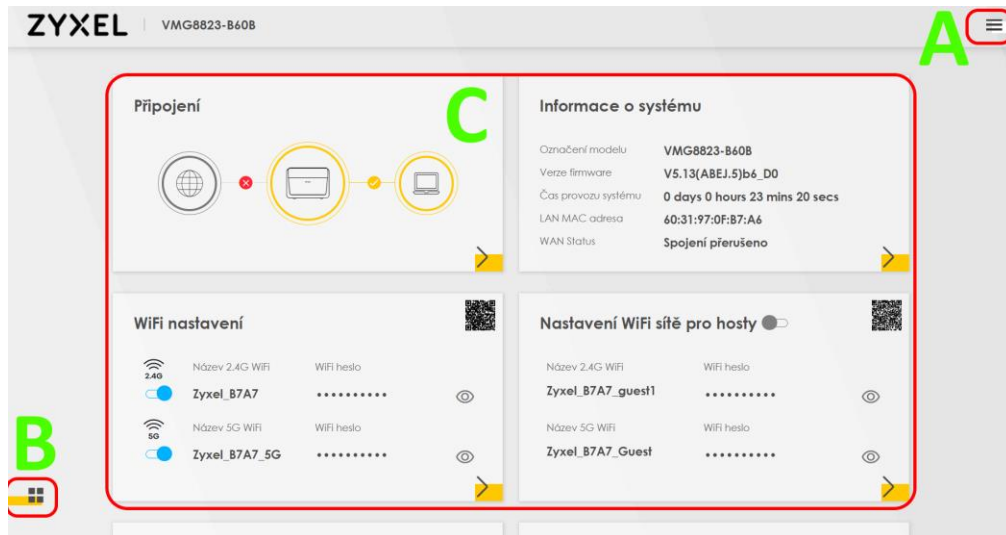 ZYXEL VMG8823-B60B
A
Připojení
C
Informace o systému
Označení modelu VMG8823-B60B
Verze firmware V5.13(ABEJ.5)b6_D0
Čas provozu systému 0 days 0 hours 23 mins 20 secs
LAN MAC adresa 60:31:97:0F:B7:A6
WAN Status Spojení přerušeno
WiFi nastavení
2.4G
Název 2.4G WiFi WiFi heslo
Zyxel_B7A7 ••••••••••
5G
Název 5G WiFi WiFi heslo
Zyxel_B7A7_5G ••••••••••
Nastavení WiFi sítě pro hosty
Název 2.4G WiFi WiFi heslo
Zyxel_B7A7_guest1 ••••••••••
Název 5G WiFi WiFi heslo
Zyxel_B7A7_Guest ••••••••••
B